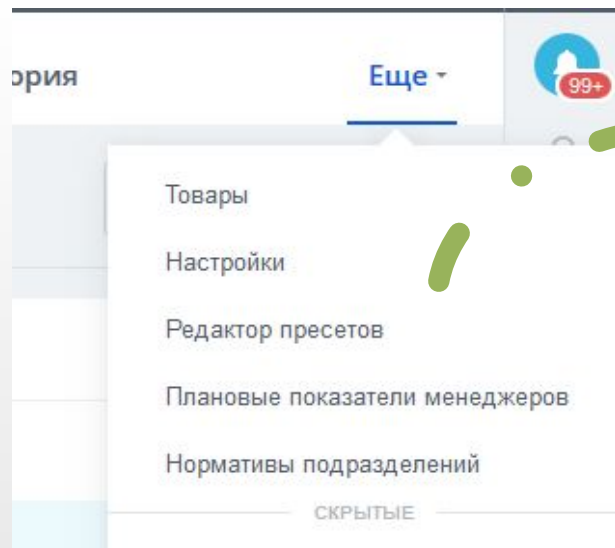 ория
Еще
99+
Товары
Настройки
Редактор пресетов
Плановые показатели менеджеров
Нормативы подразделений
СКРЫТЫЕ